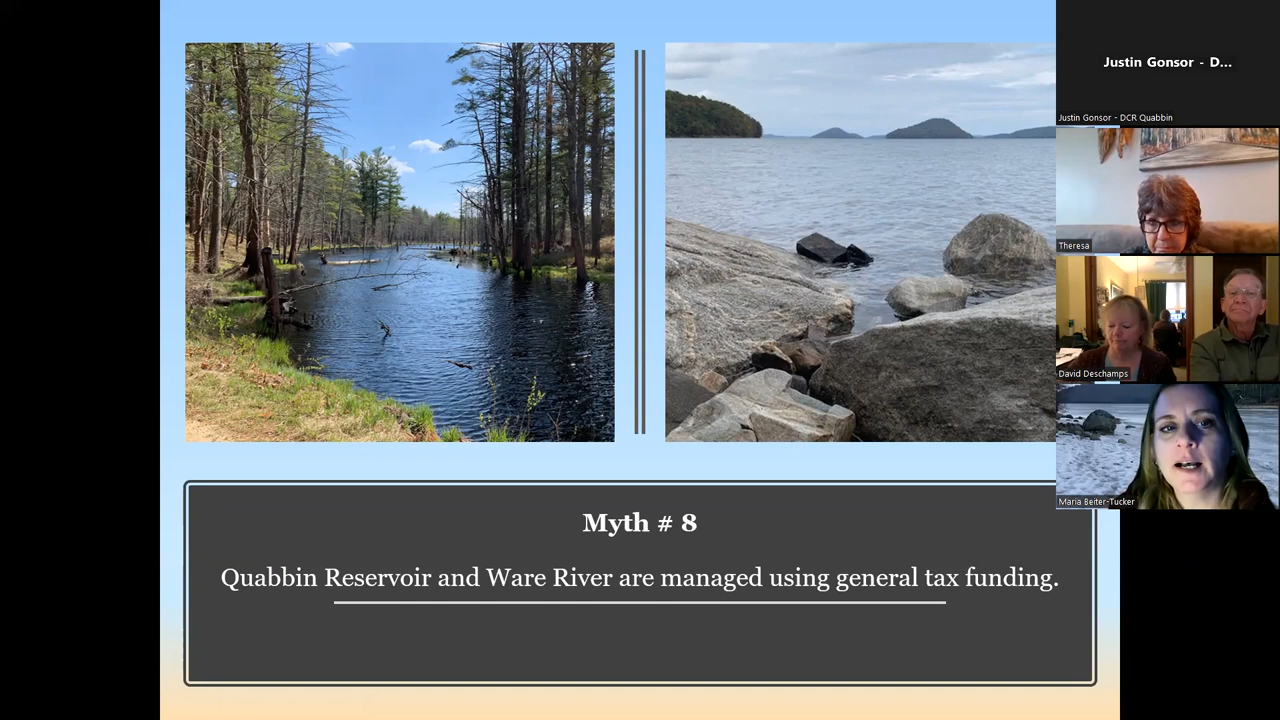 Myth # 8
Quabbin Reservoir and Ware River are managed using general tax funding.
Justin Gonsor - D...
Justin Gonsor - DCR Quabbin
Theresa
David Deschamps
Maria Beiter-Tucker